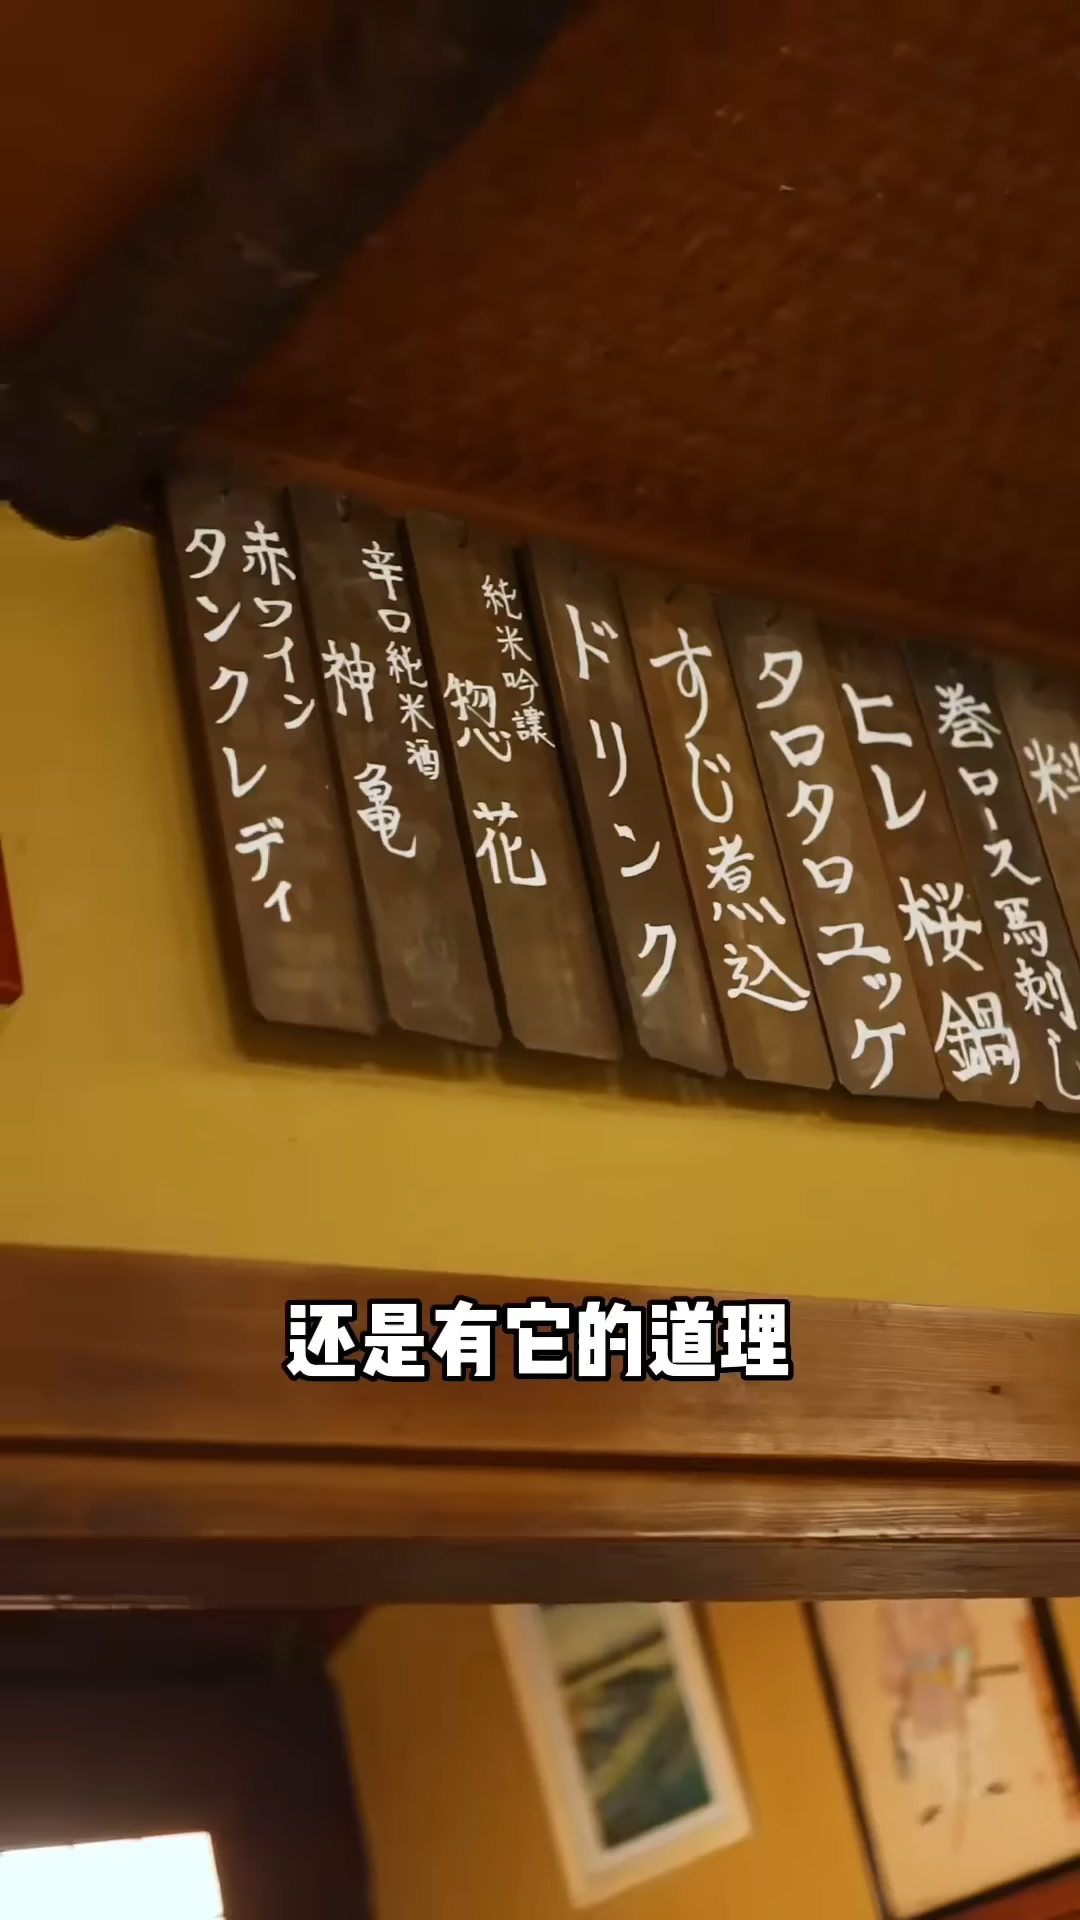 料
巻ロース馬刺し
ヒレ桜鍋
タロタロユッケ
すじ煮込
ドリンク
純米吟譲
惣花
辛口純米酒
神亀
赤ワイン
タンクレディ
还是有它的道理